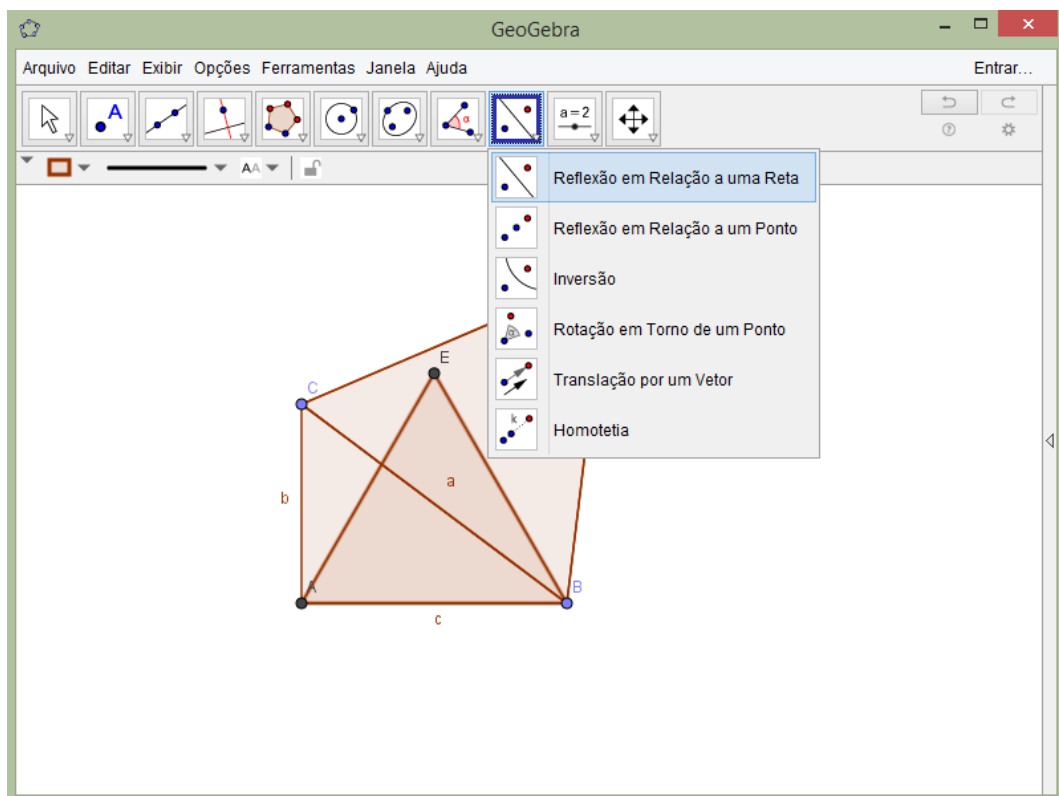 GeoGebra
Arquivo Editar Exibir Opções Ferramentas Janela Ajuda Entrar...
A α a=2
AA
Reflexão em Relação a uma Reta
Reflexão em Relação a um Ponto
Inversão
α Rotação em Torno de um Ponto
Translação por um Vetor
k Homotetia
E
C
a
b
A B
c